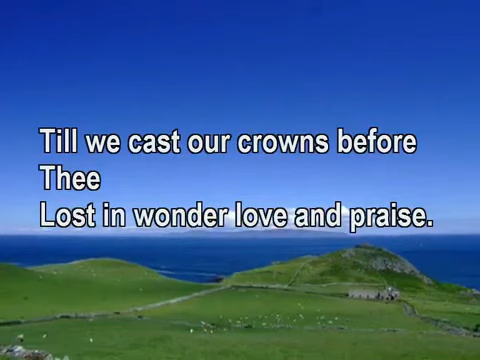 Till we cast our crowns before
Thee
Lost in wonder love and praise.